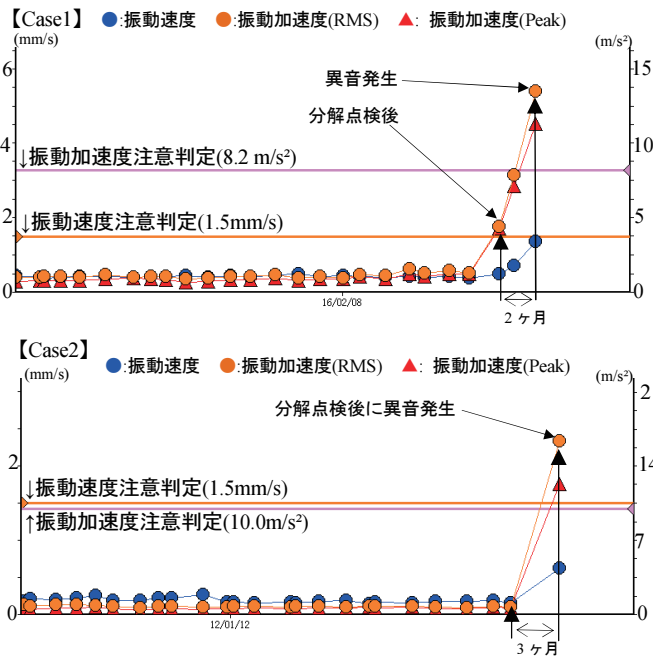 【Case1】 ●:振動速度 ●:振動加速度(RMS) ▲: 振動加速度(Peak)
(mm/s) (m/s²)
6 15
異音発生
分解点検後
4 10
↓振動加速度注意判定(8.2 m/s²)
2 5
↓振動速度注意判定(1.5mm/s)
0 0
16/02/08
2 ヶ月
【Case2】 ●:振動速度 ●:振動加速度(RMS) ▲: 振動加速度(Peak)
(mm/s) (m/s²)
2
分解点検後に異音発生
2 14
↓振動速度注意判定(1.5mm/s)
↑振動加速度注意判定(10.0m/s²)
7
0 0
12/01/12
3 ヶ月